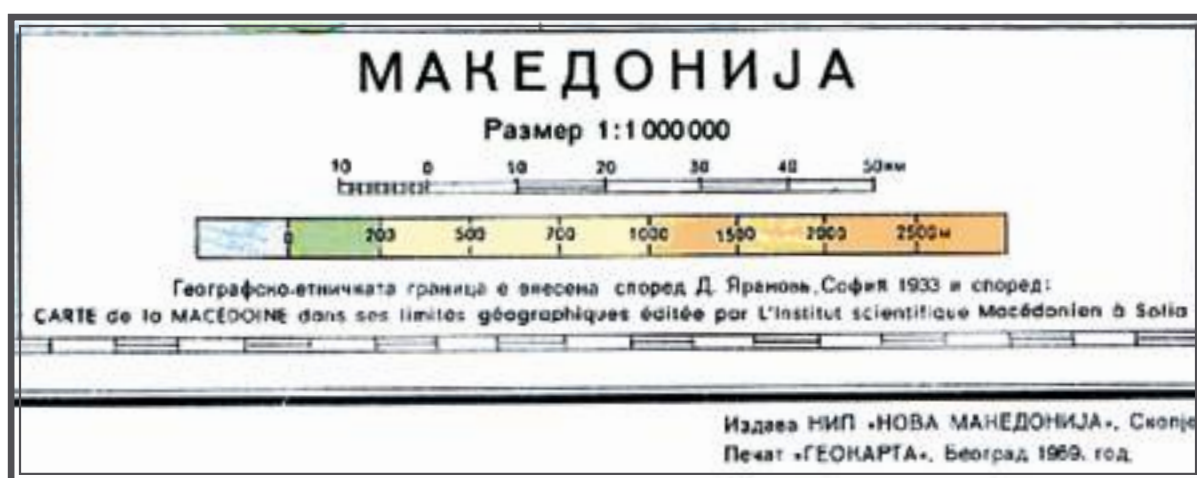 МАКЕДОНИЈА
Размер 1:1 000 000
10 0 10 20 30 40 50км
0 200 500 700 1000 1500 2000 2500м
Географско-етничката граница е внесена според Д. Ярановъ, София 1933 и според:
CARTE de la MACÉDOINE dans ses limites géographiques éditée par L'Institut scientifique Macédonien à Sofia
Издава НИП „НОВА МАКЕДОНИЈА", Скопје
Печат „ГЕОКАРТА", Београд 1969. год.